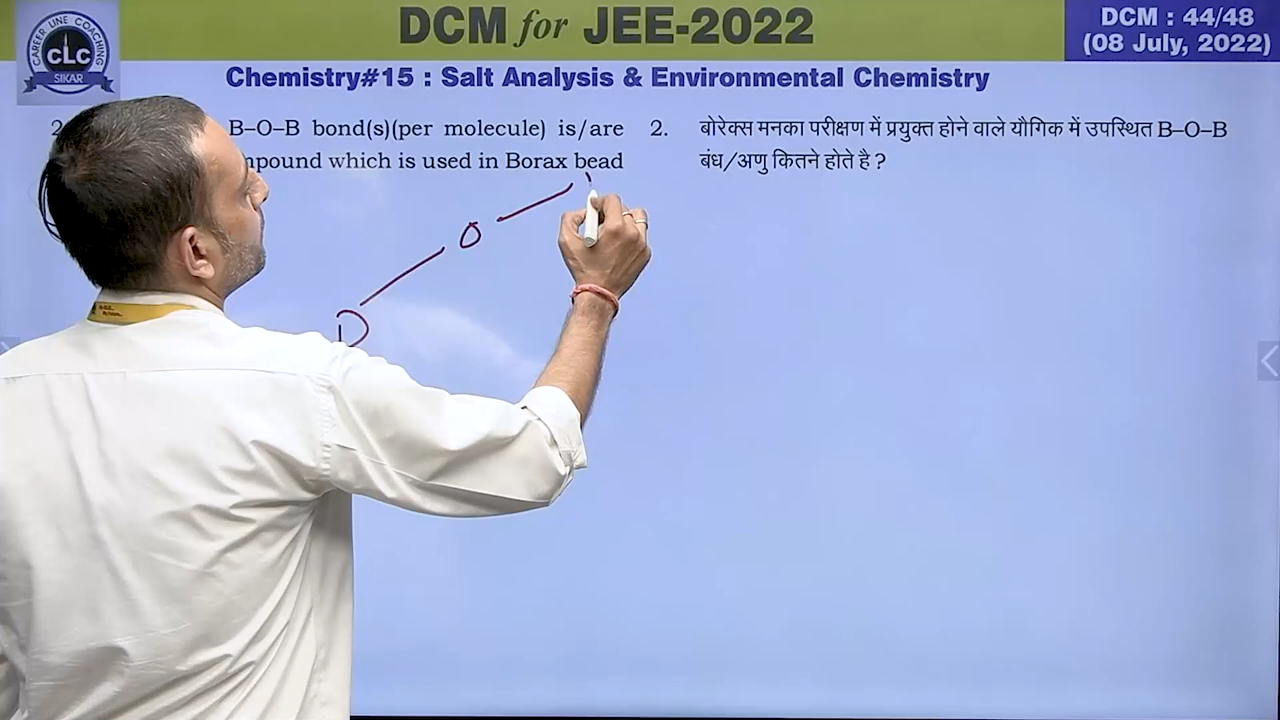 DCM for JEE-2022
DCM : 44/48
(08 July, 2022)
CAREER LINE COACHING
CLC
SIKAR
Chemistry#15 : Salt Analysis & Environmental Chemistry
2
B–O–B bond(s)(per molecule) is/are
which is used in Borax bead
2. बोरेक्स मनका परीक्षण में प्रयुक्त होने वाले यौगिक में उपस्थित B–O–B
बंध/अणु कितने होते है ?
O